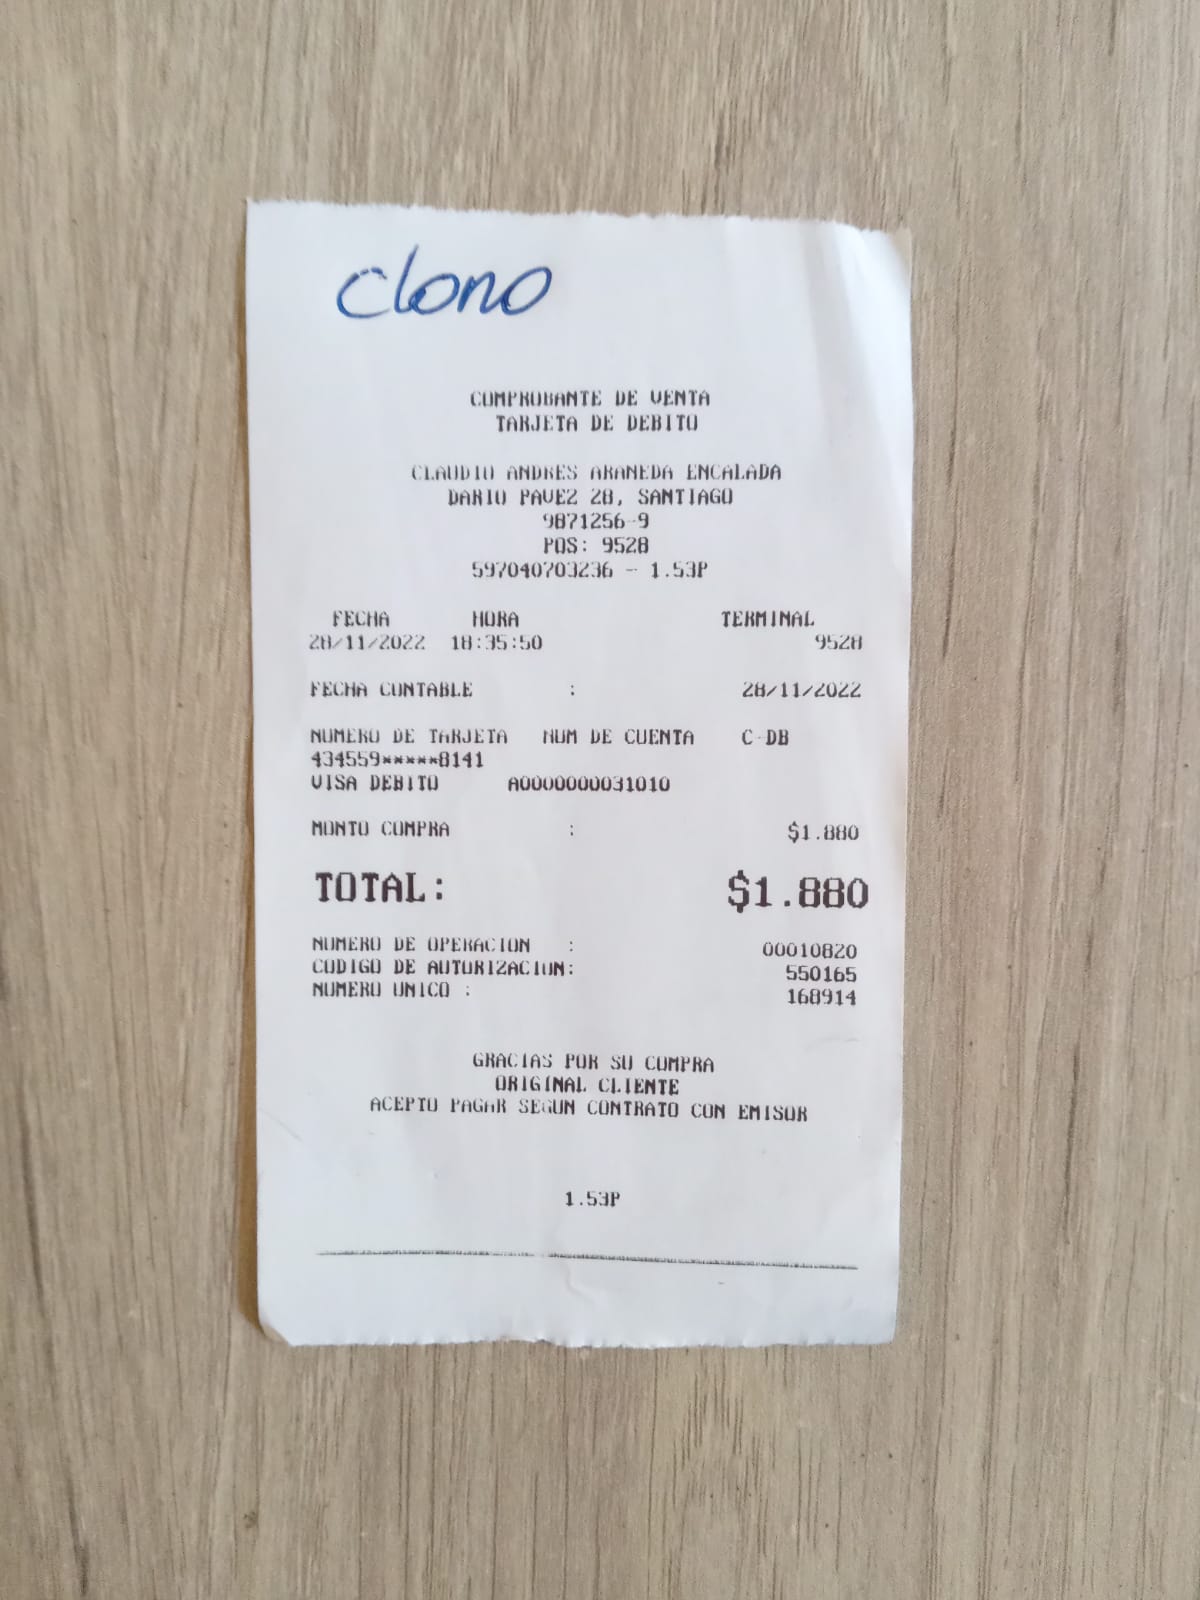 clono
COMPROBANTE DE VENTA
TARJETA DE DEBITO
CLAUDIO ANDRES ARANEDA ENCALADA
DARIO PAVEZ 28, SANTIAGO
9871256-9
POS: 9528
597040703236 - 1.53P
FECHA HORA TERMINAL
28/11/2022 18:35:50 9528
FECHA CONTABLE : 28/11/2022
NUMERO DE TARJETA NUM DE CUENTA C-DB
434559*****8141
VISA DEBITO A0000000031010
MONTO COMPRA : $1.880
TOTAL: $1.880
NUMERO DE OPERACION : 00010820
CODIGO DE AUTORIZACION: 550165
NUMERO UNICO : 168914
GRACIAS POR SU COMPRA
ORIGINAL CLIENTE
ACEPTO PAGAR SEGUN CONTRATO CON EMISOR
1.53P